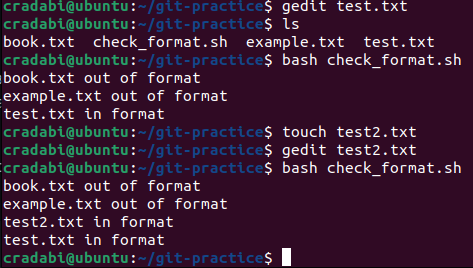 cradabi@ubuntu:~/git-practice$ gedit test.txt
cradabi@ubuntu:~/git-practice$ ls
book.txt  check_format.sh  example.txt  test.txt
cradabi@ubuntu:~/git-practice$ bash check_format.sh
book.txt out of format
example.txt out of format
test.txt in format
cradabi@ubuntu:~/git-practice$ touch test2.txt
cradabi@ubuntu:~/git-practice$ gedit test2.txt
cradabi@ubuntu:~/git-practice$ bash check_format.sh
book.txt out of format
example.txt out of format
test2.txt in format
test.txt in format
cradabi@ubuntu:~/git-practice$